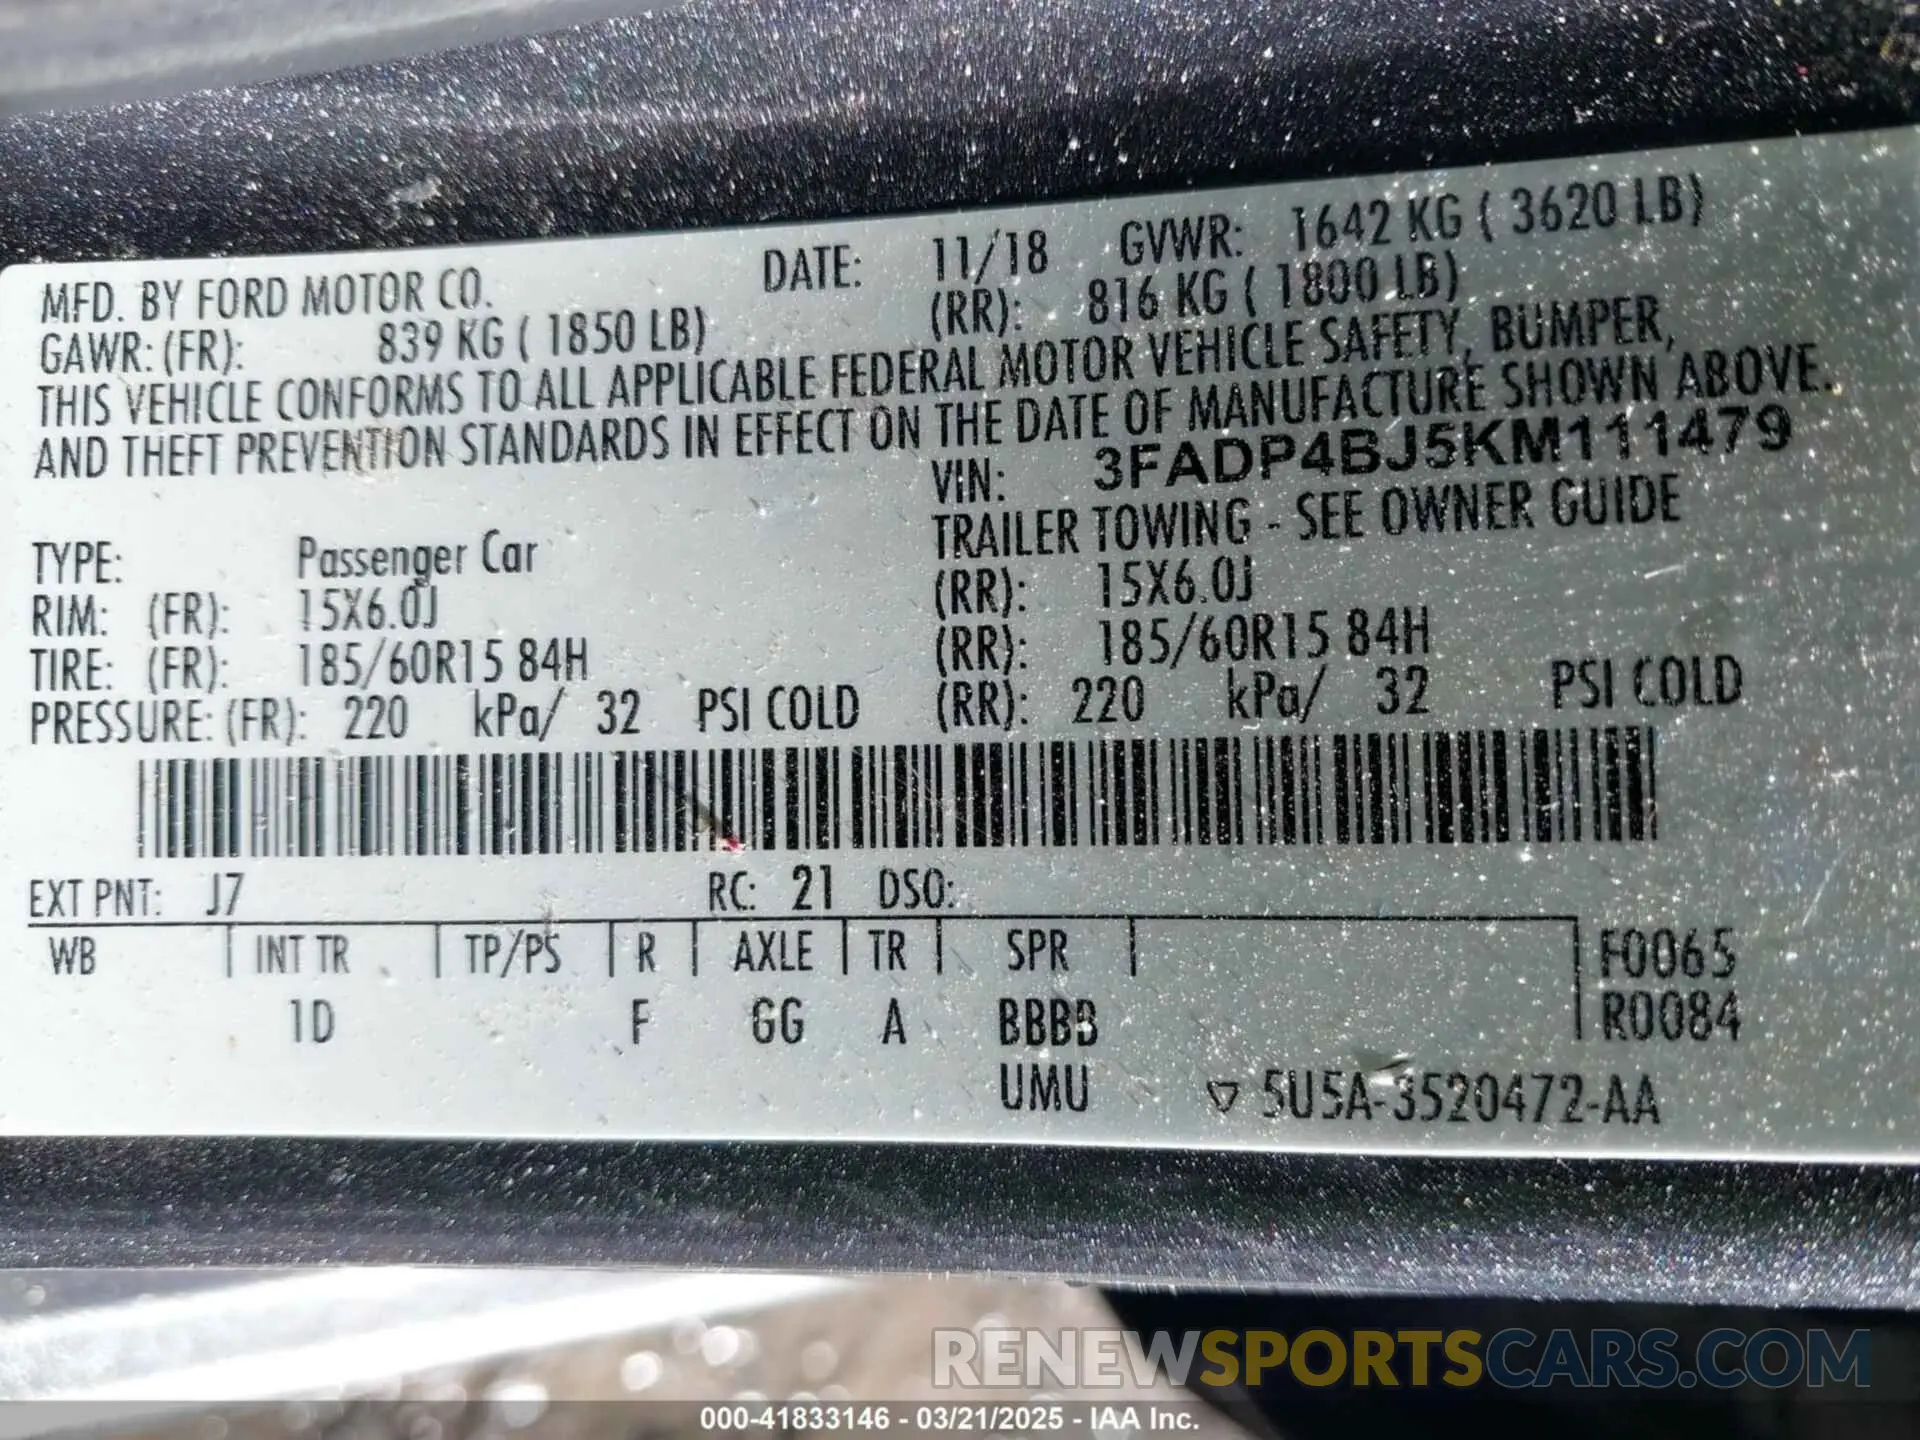 MFD. BY FORD MOTOR CO. DATE: 11/18 GVWR: 1642 KG ( 3620 LB)
GAWR: (FR): 839 KG ( 1850 LB) (RR): 816 KG ( 1800 LB)
THIS VEHICLE CONFORMS TO ALL APPLICABLE FEDERAL MOTOR VEHICLE SAFETY, BUMPER,
AND THEFT PREVENTION STANDARDS IN EFFECT ON THE DATE OF MANUFACTURE SHOWN ABOVE.
VIN: 3FADP4BJ5KM111479
TYPE: Passenger Car TRAILER TOWING - SEE OWNER GUIDE
RIM: (FR): 15X6.0J (RR): 15X6.0J
TIRE: (FR): 185/60R15 84H (RR): 185/60R15 84H
PRESSURE: (FR): 220 kPa/ 32 PSI COLD (RR): 220 kPa/ 32 PSI COLD
EXT PNT: J7 RC: 21 DSO:
WB INT TR TP/PS R AXLE TR SPR F0065
1D F GG A BBBB R0084
UMU ▽ 5U5A-3520472-AA
RENEWSPORTSCARS.COM
000-41833146 - 03/21/2025 - IAA Inc.